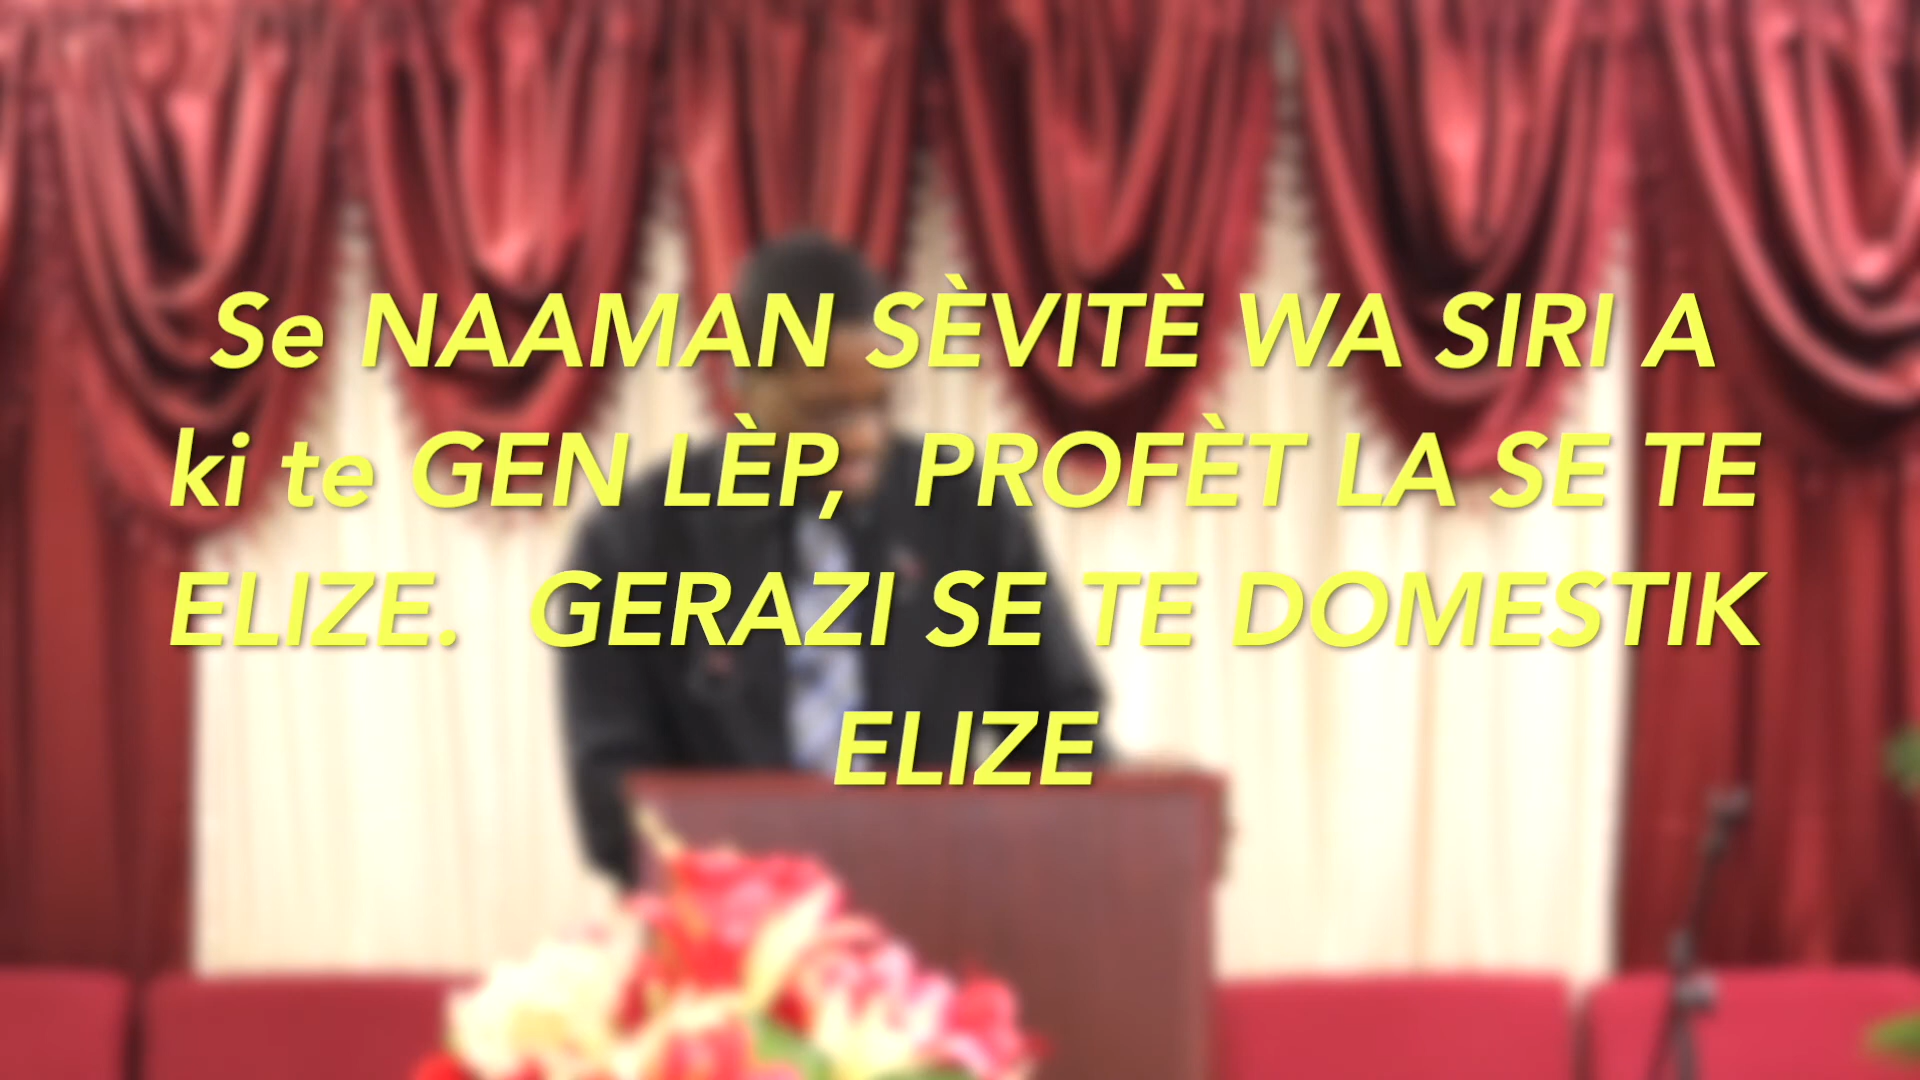 Se NAAMAN SÈVITÈ WA SIRI A
ki te GEN LÈP, PROFÈT LA SE TE
ELIZE. GERAZI SE TE DOMESTIK
ELIZE